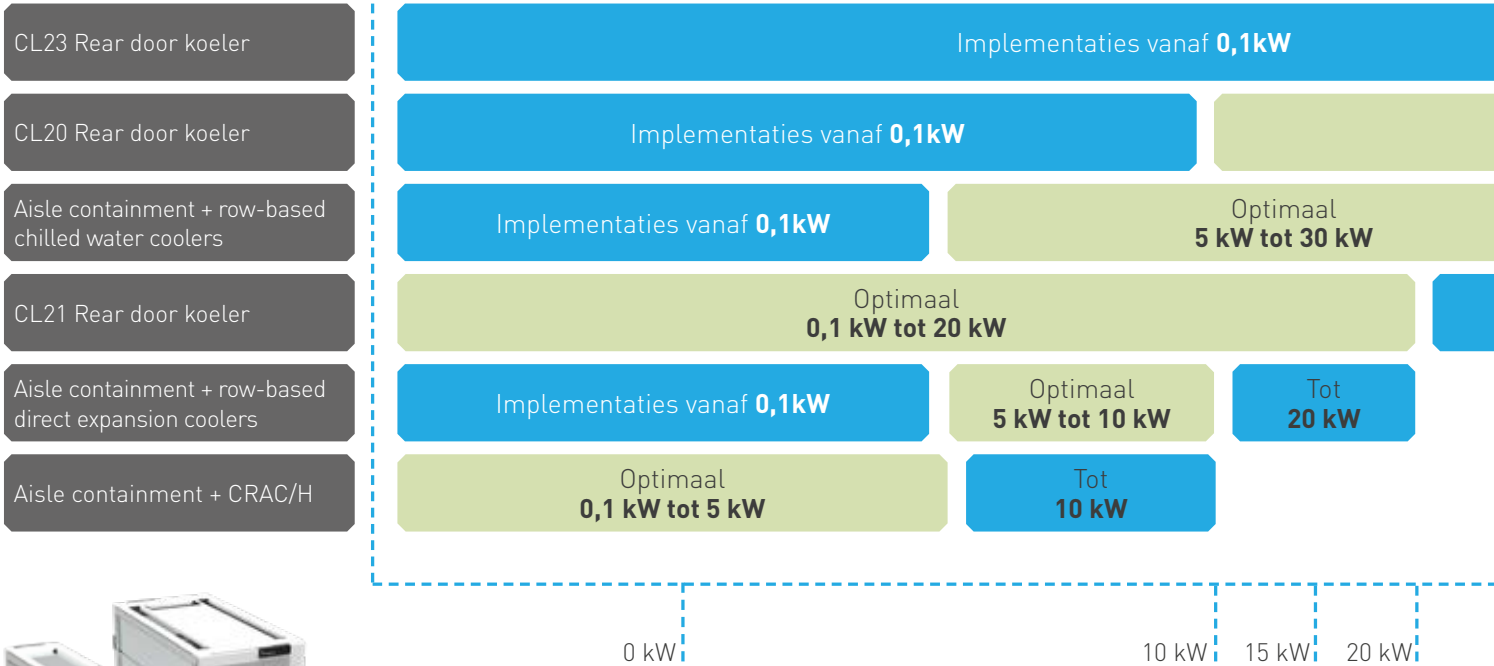 CL23 Rear door koeler
Implementaties vanaf 0,1kW
CL20 Rear door koeler
Implementaties vanaf 0,1kW
Aisle containment + row-based
chilled water coolers
Implementaties vanaf 0,1kW
Optimaal
5 kW tot 30 kW
CL21 Rear door koeler
Optimaal
0,1 kW tot 20 kW
Aisle containment + row-based
direct expansion coolers
Implementaties vanaf 0,1kW
Optimaal
5 kW tot 10 kW
Tot
20 kW
Aisle containment + CRAC/H
Optimaal
0,1 kW tot 5 kW
Tot
10 kW
0 kW
10 kW
15 kW
20 kW